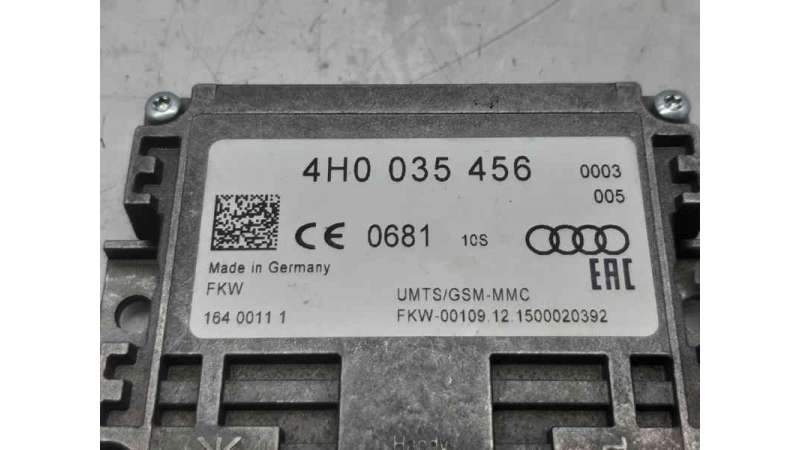 4H0 035 456 0003
005
CE 0681 10S
Made in Germany
EAC
FKW
UMTS/GSM-MMC
164 0011 1
FKW-00109.12.1500020392
Handy